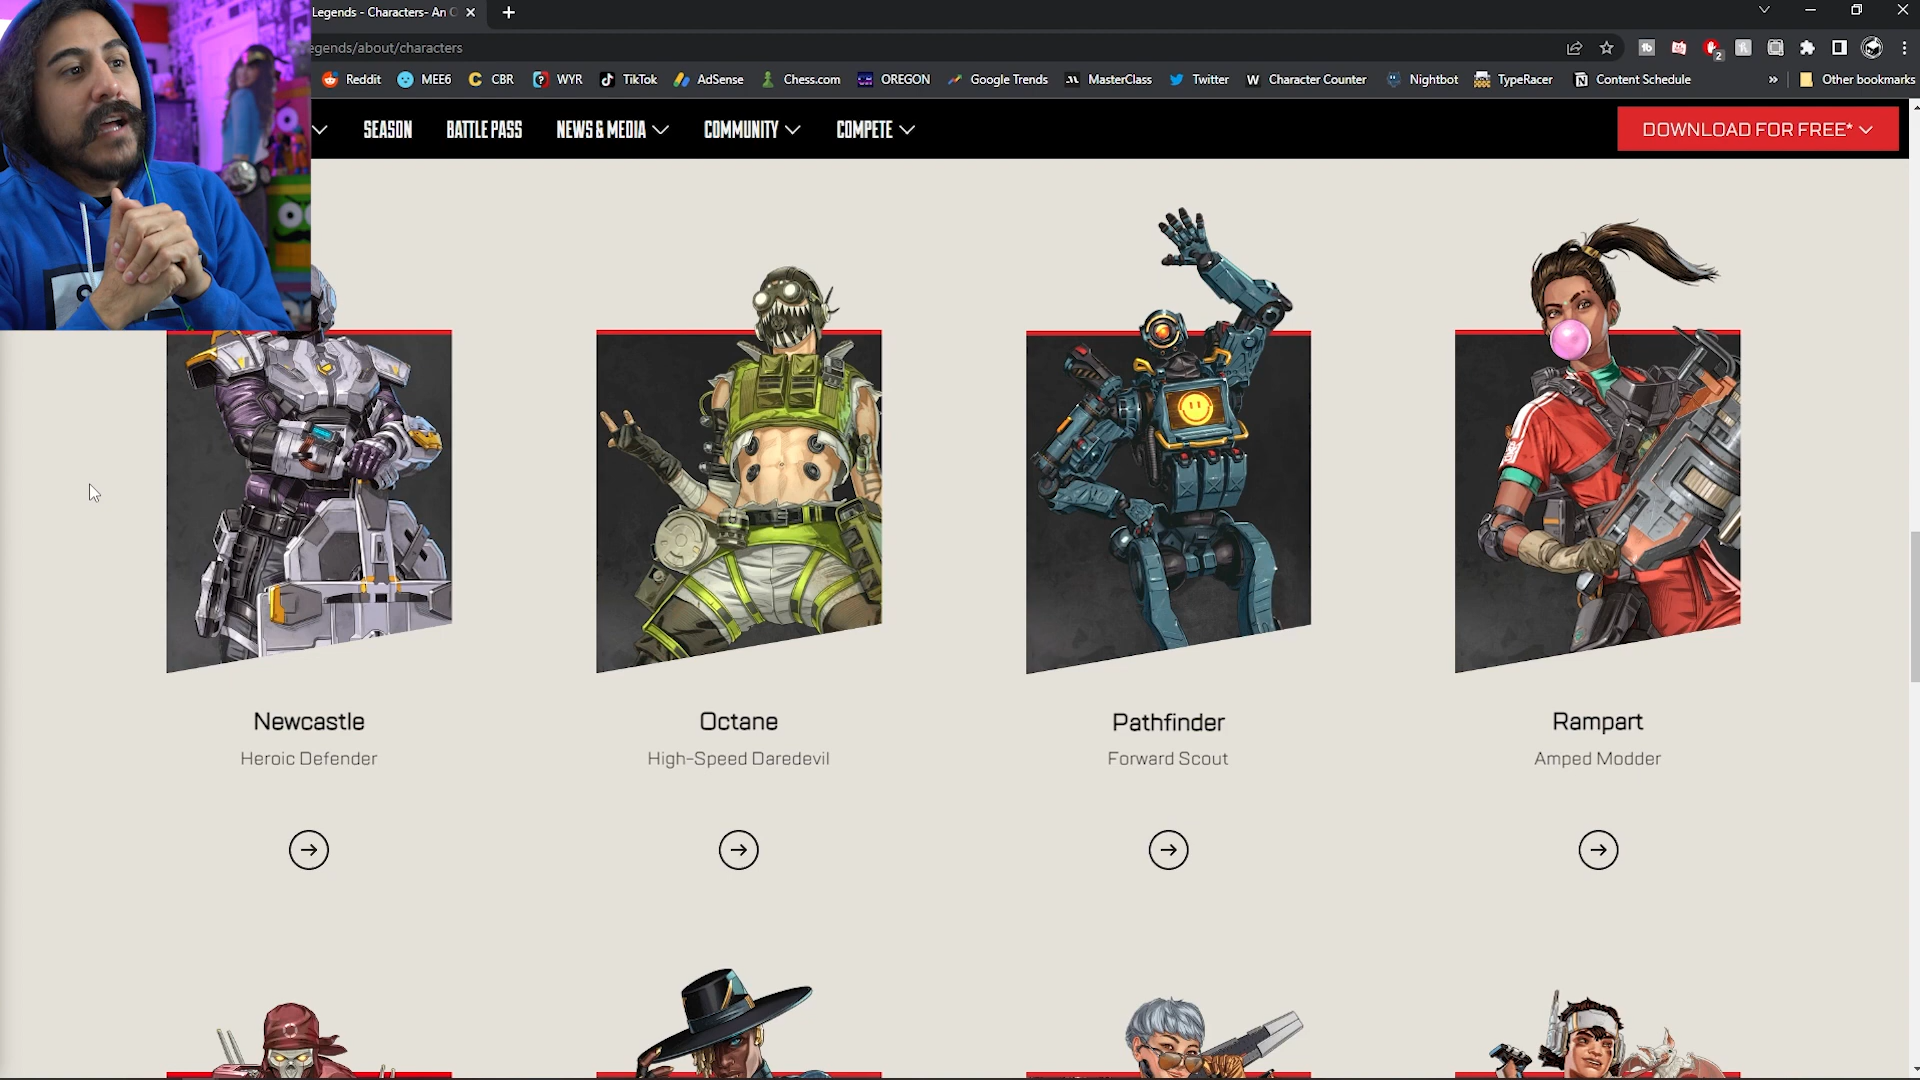 Legends - Characters- An O
egends/about/characters
Reddit MEE6 CBR WYR TikTok AdSense Chess.com OREGON Google Trends MasterClass Twitter Character Counter Nightbot TypeRacer Content Schedule » Other bookmarks
SEASON BATTLE PASS NEWS & MEDIA COMMUNITY COMPETE DOWNLOAD FOR FREE*
Newcastle Octane Pathfinder Rampart
Heroic Defender High-Speed Daredevil Forward Scout Amped Modder